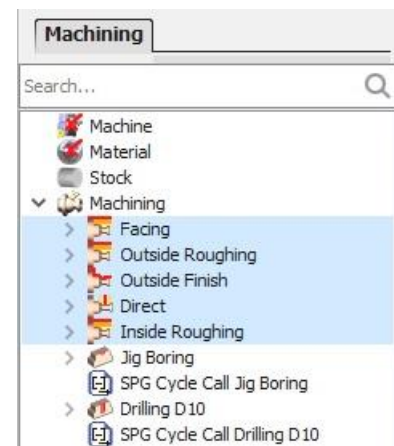 Machining
Search...
Machine
Material
Stock
Machining
Facing
Outside Roughing
Outside Finish
Direct
Inside Roughing
Jig Boring
SPG Cycle Call Jig Boring
Drilling D10
SPG Cycle Call Drilling D10